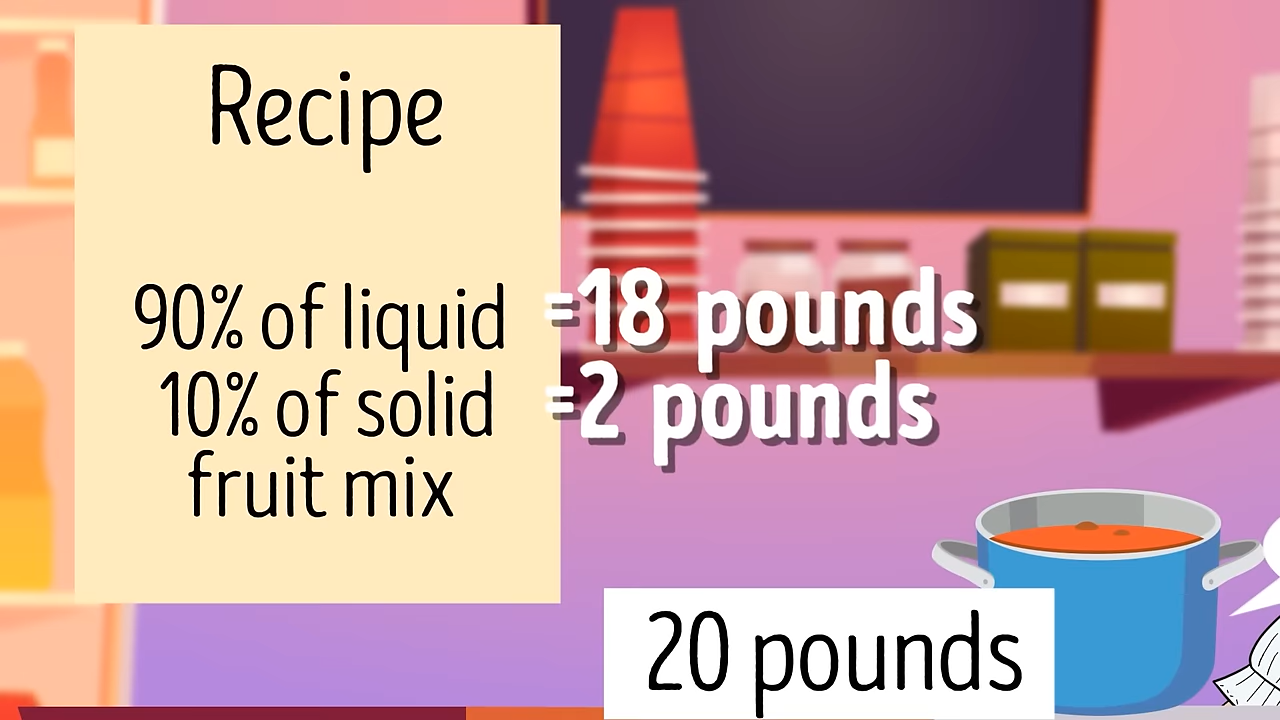 Recipe
90% of liquid =18 pounds
10% of solid =2 pounds
fruit mix
20 pounds